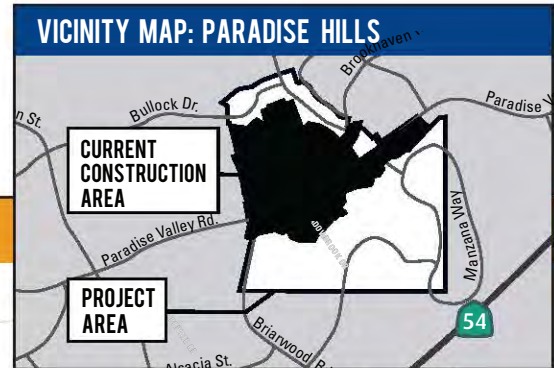 VICINITY MAP: PARADISE HILLS
Brookhaven
Bullock Dr.
Paradise V
n St.
CURRENT
CONSTRUCTION
AREA
Paradise Valley Rd.
Manzana Way
PROJECT
AREA
54
Briarwood R
Alsacia St.